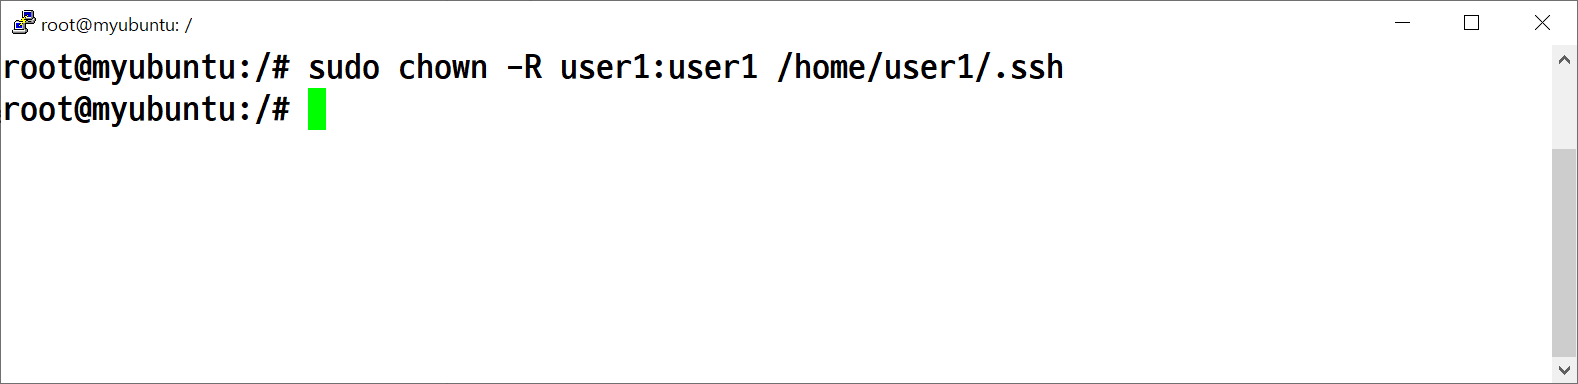 root@myubuntu: /
root@myubuntu:/# sudo chown -R user1:user1 /home/user1/.ssh
root@myubuntu:/#